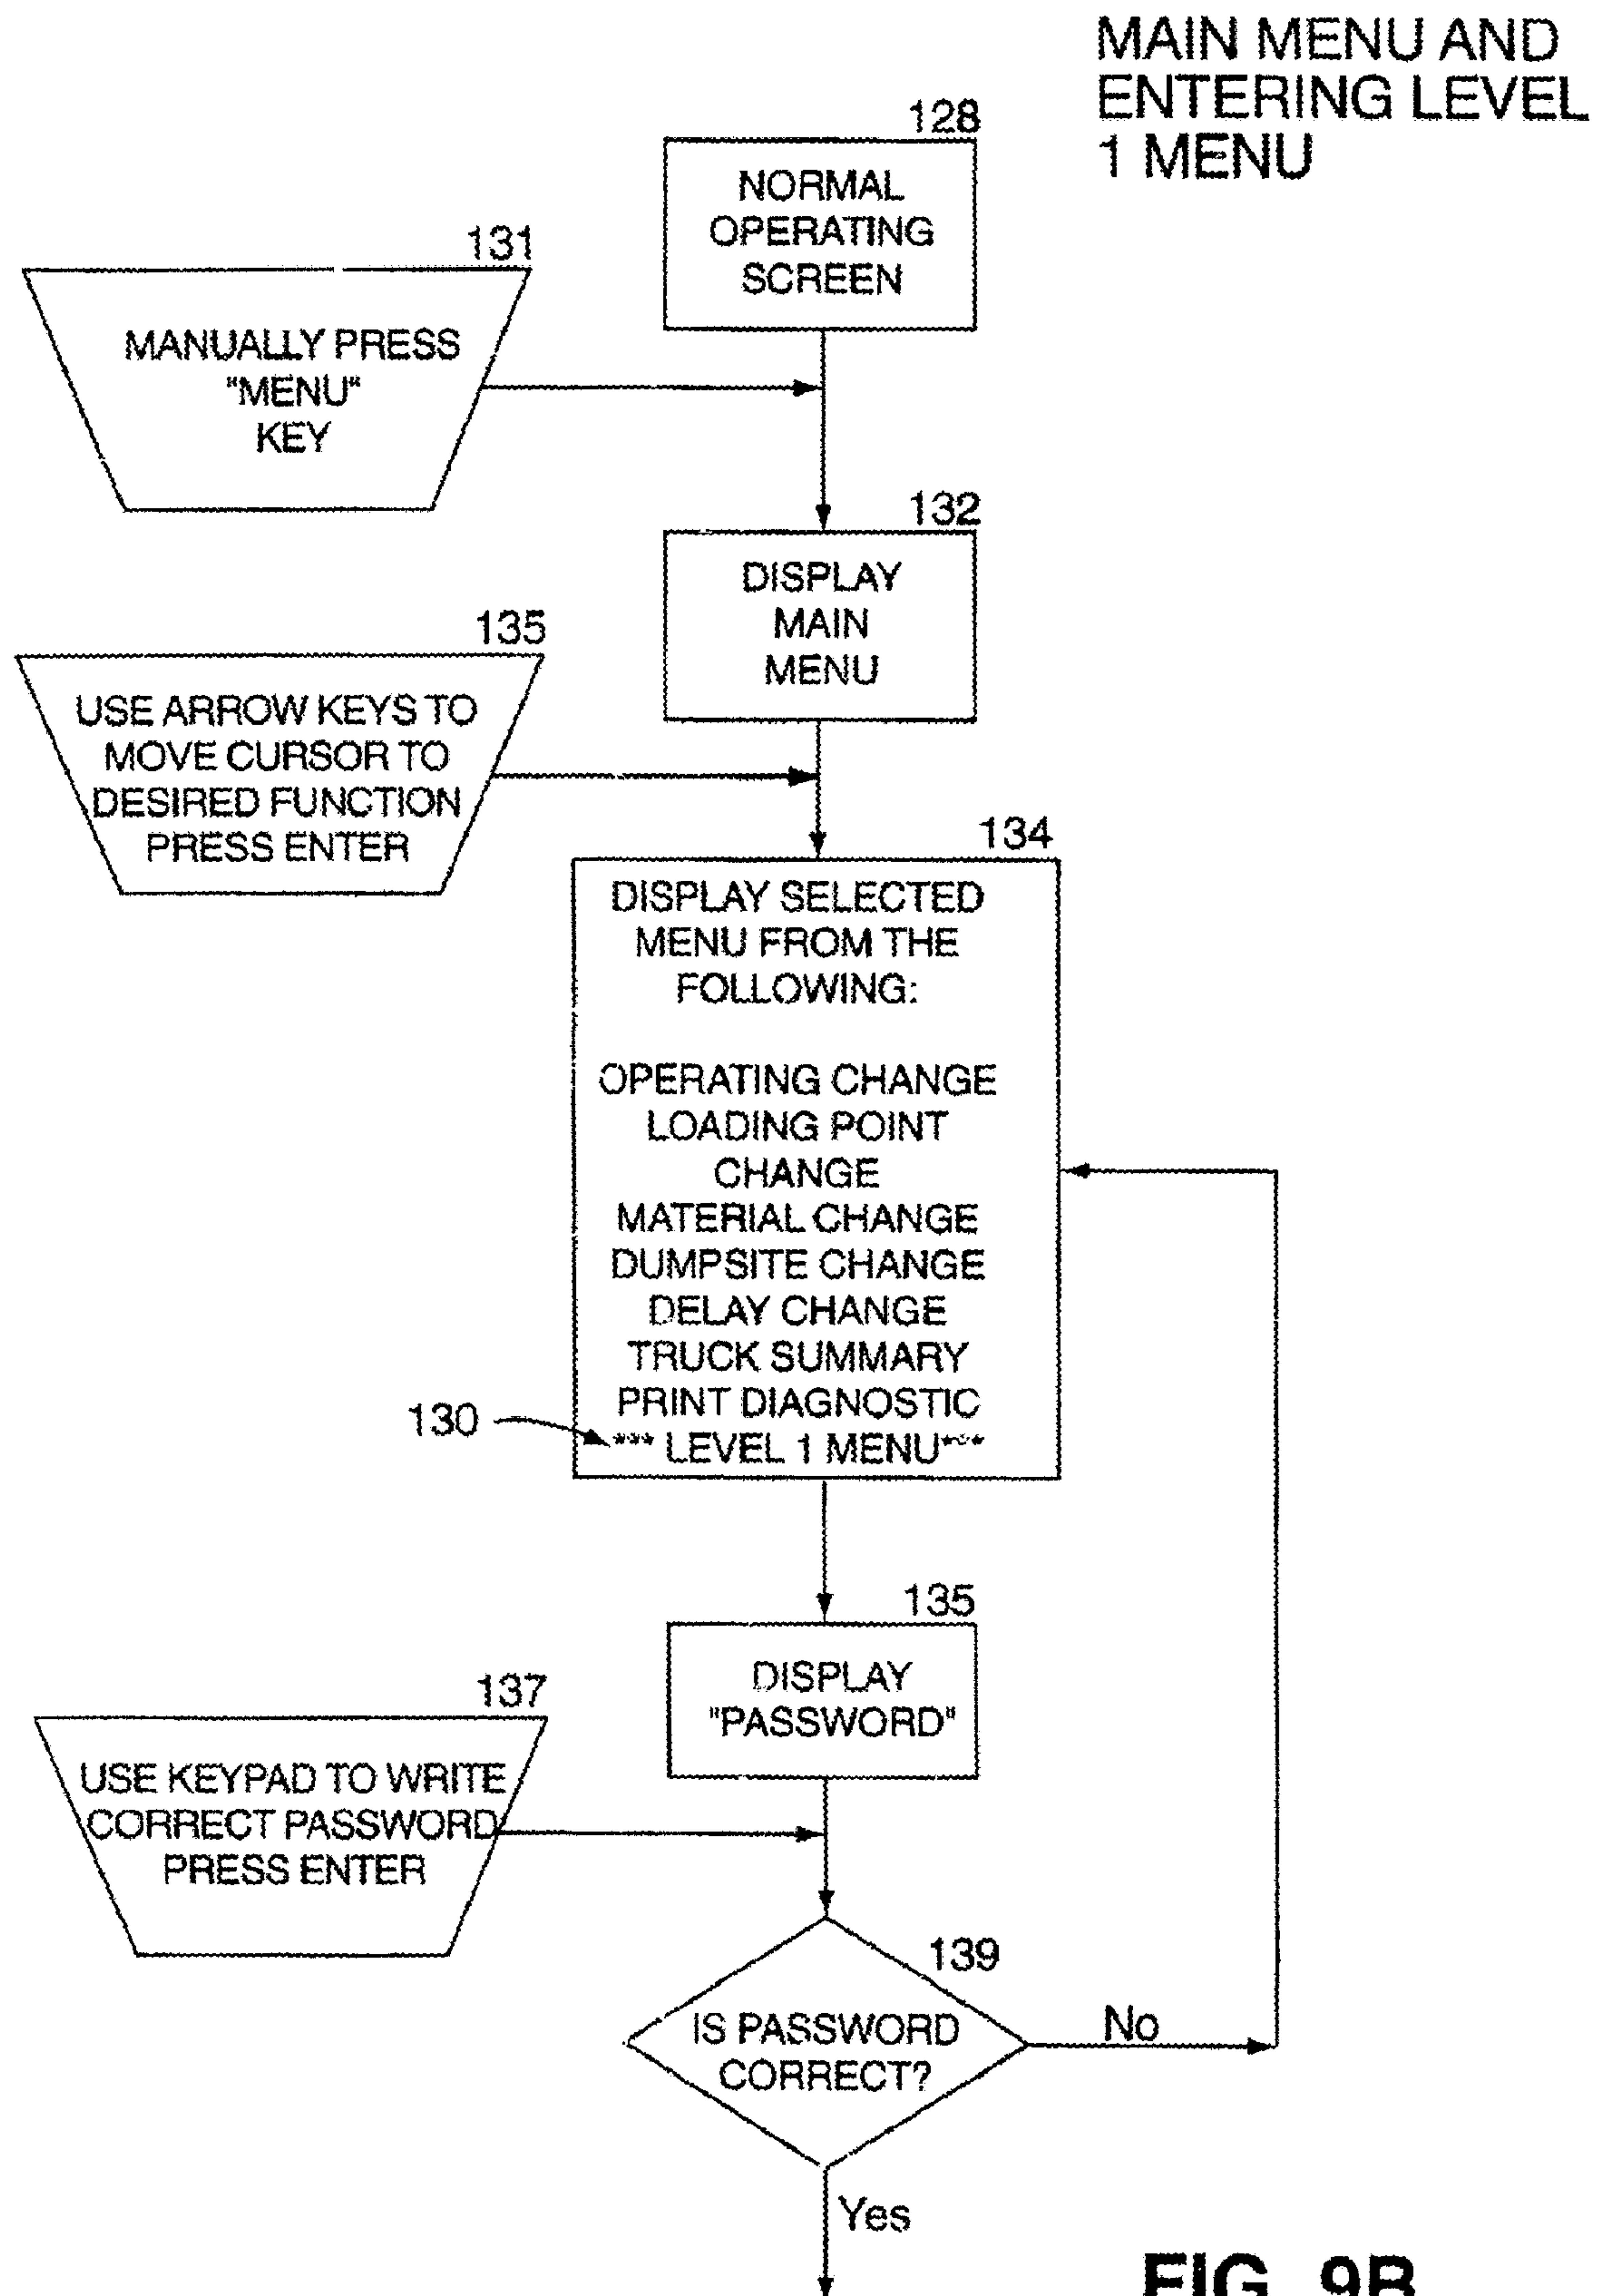 MAIN MENU AND
ENTERING LEVEL
1 MENU
128
NORMAL
OPERATING
SCREEN
131
MANUALLY PRESS
"MENU"
KEY
132
DISPLAY
MAIN
MENU
135
USE ARROW KEYS TO
MOVE CURSOR TO
DESIRED FUNCTION
PRESS ENTER
134
DISPLAY SELECTED
MENU FROM THE
FOLLOWING:
OPERATING CHANGE
LOADING POINT
CHANGE
MATERIAL CHANGE
DUMPSITE CHANGE
DELAY CHANGE
TRUCK SUMMARY
PRINT DIAGNOSTIC
130
*** LEVEL 1 MENU***
135
DISPLAY
"PASSWORD"
137
USE KEYPAD TO WRITE
CORRECT PASSWORD
PRESS ENTER
139
IS PASSWORD
CORRECT?
No
Yes
FIG. 9B